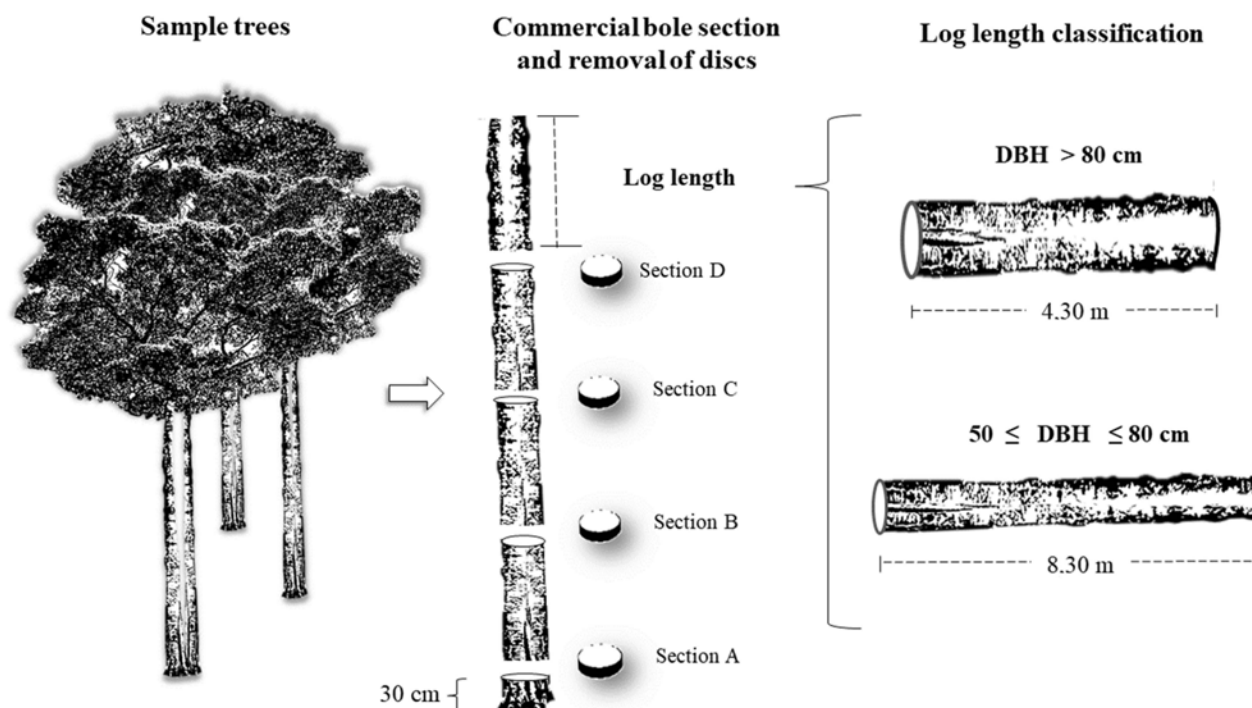 Sample trees
Commercial bole section
and removal of discs
Log length classification
Log length
Section D
Section C
Section B
Section A
30 cm
DBH > 80 cm
4.30 m
50 ≤ DBH ≤ 80 cm
8.30 m